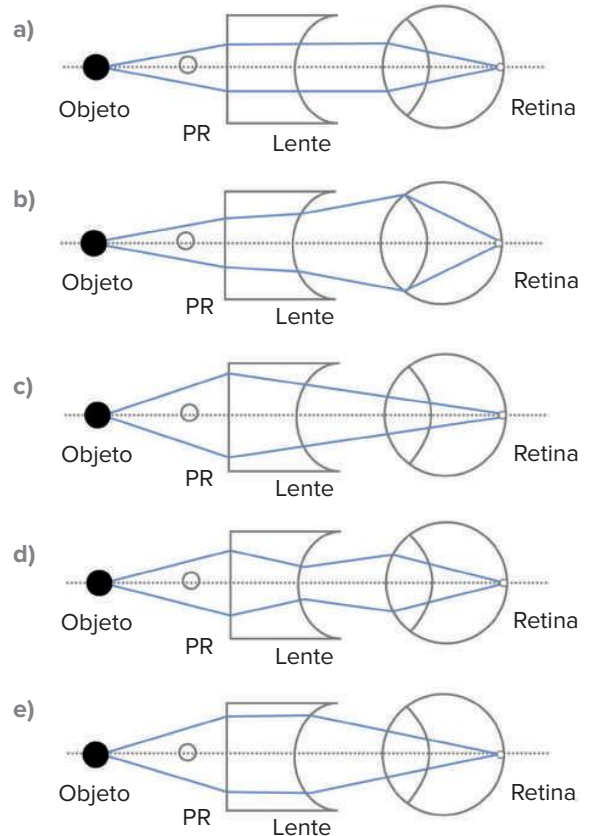 a)
Objeto
PR
Lente
Retina
b)
Objeto
PR
Lente
Retina
c)
Objeto
PR
Lente
Retina
d)
Objeto
PR
Lente
Retina
e)
Objeto
PR
Lente
Retina